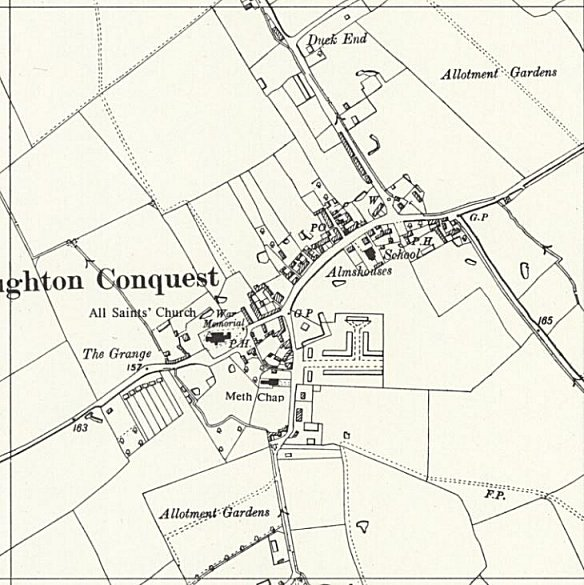 Duck End
Allotment Gardens
W
PO
G.P
P.H.
School
Almshouses
ughton Conquest
All Saints' Church
War
Memorial
G.P
P.H.
165
The Grange
157
Meth Chap
163
F.P.
Allotment Gardens